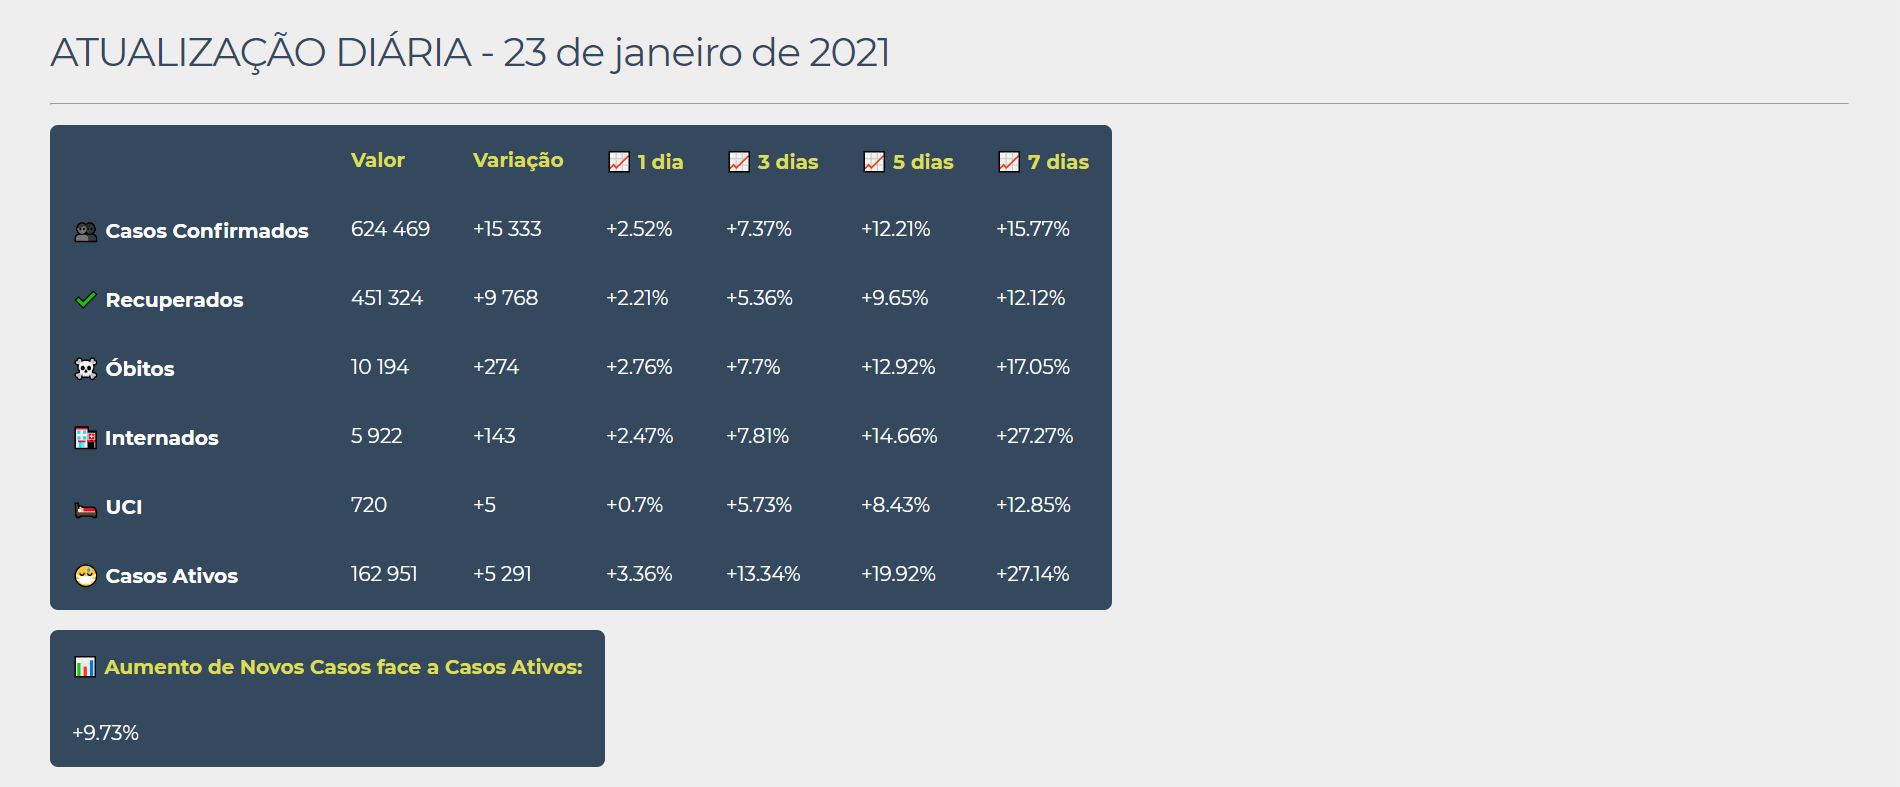 ATUALIZAÇÃO DIÁRIA - 23 de janeiro de 2021
Valor Variação 1 dia 3 dias 5 dias 7 dias
Casos Confirmados 624 469 +15 333 +2.52% +7.37% +12.21% +15.77%
Recuperados 451 324 +9 768 +2.21% +5.36% +9.65% +12.12%
Óbitos 10 194 +274 +2.76% +7.7% +12.92% +17.05%
Internados 5 922 +143 +2.47% +7.81% +14.66% +27.27%
UCI 720 +5 +0.7% +5.73% +8.43% +12.85%
Casos Ativos 162 951 +5 291 +3.36% +13.34% +19.92% +27.14%
Aumento de Novos Casos face a Casos Ativos:
+9.73%